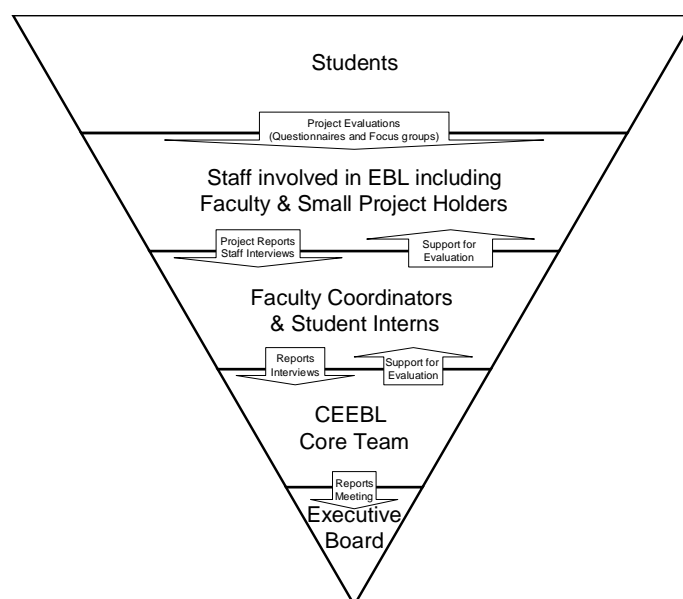 Students
Project Evaluations
(Questionnaires and Focus groups)
Staff involved in EBL including
Faculty & Small Project Holders
Project Reports
Staff Interviews
Support for
Evaluation
Faculty Coordinators
& Student Interns
Reports
Interviews
Support for
Evaluation
CEEBL
Core Team
Reports
Meeting
Executive
Board